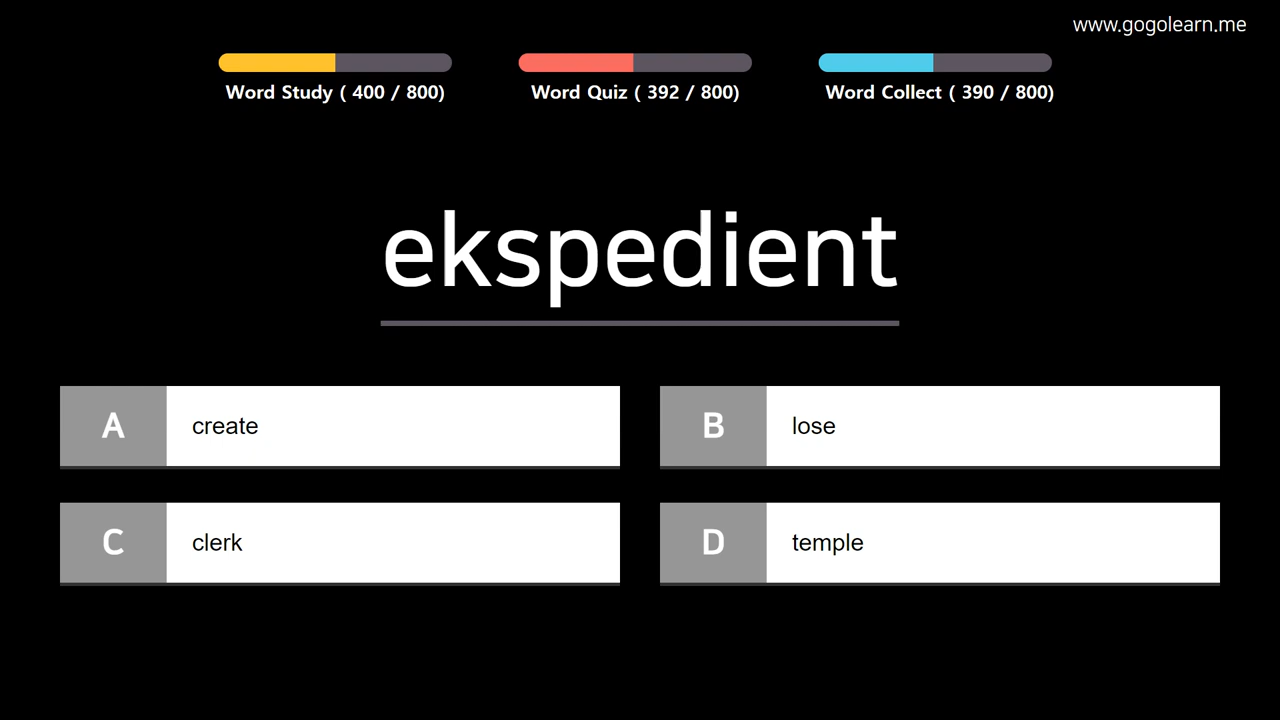 www.gogolearn.me
Word Study ( 400 / 800)
Word Quiz ( 392 / 800)
Word Collect ( 390 / 800)
ekspedient
A create
B lose
C clerk
D temple